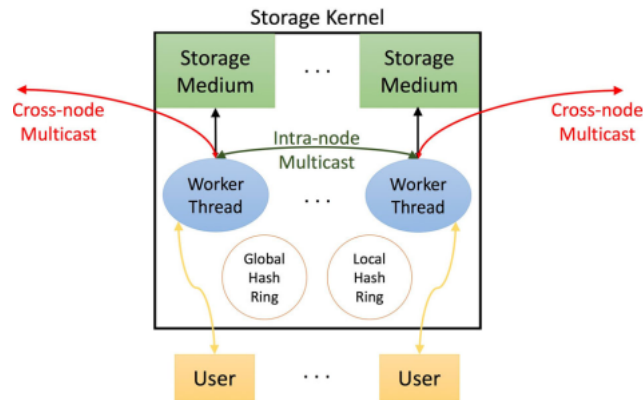 Storage Kernel
Storage
Medium
...
Storage
Medium
Cross-node
Multicast
Intra-node
Multicast
Cross-node
Multicast
Worker
Thread
...
Worker
Thread
Global
Hash
Ring
Local
Hash
Ring
User
...
User